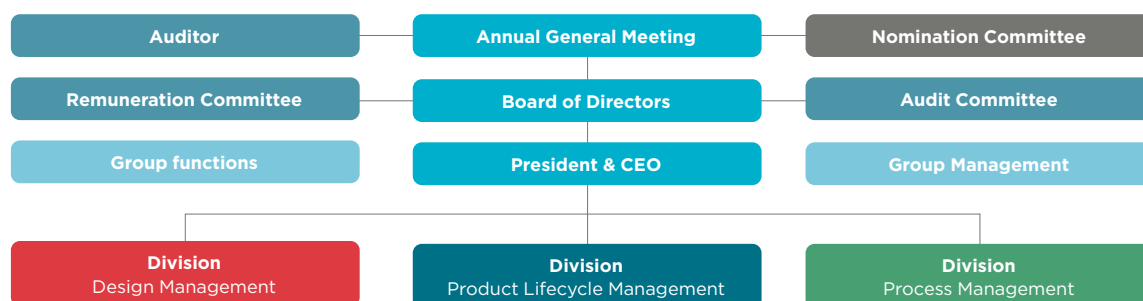 Auditor
Annual General Meeting
Nomination Committee
Remuneration Committee
Board of Directors
Audit Committee
Group functions
President & CEO
Group Management
Division
Design Management
Division
Product Lifecycle Management
Division
Process Management